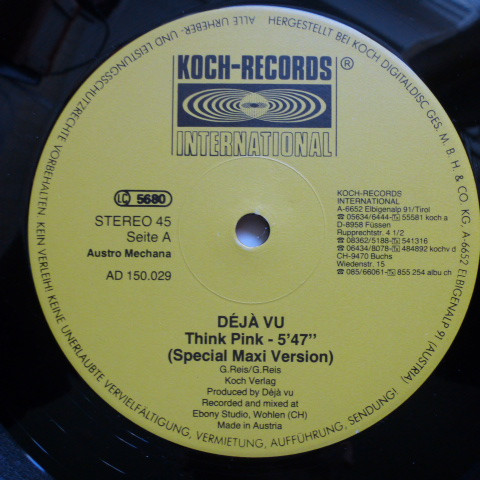 KOCH-RECORDS ®
INTERNATIONAL
LC 5680
STEREO 45
Seite A
Austro Mechana
AD 150.029
KOCH-RECORDS
INTERNATIONAL
A-6652 Elbigenalp 91/Tirol
☎ 05634/6444- 55581 koch a
D-8958 Füssen
Rupprechtstr. 4 1/2
☎ 08362/5188- 541316
☎ 06434/8078- 484892 kochv d
CH-9470 Buchs
Wiedenstr. 15
☎ 085/66061- 855 254 albu ch
DÉJÀ VU
Think Pink - 5'47''
(Special Maxi Version)
G.Reis/G.Reis
Koch Verlag
Produced by Déjà vu
Recorded and mixed at
Ebony Studio, Wohlen (CH)
Made in Austria
ALLE URHEBER- UND LEISTUNGSSCHUTZRECHTE VORBEHALTEN. KEIN VERLEIH! KEINE UNERLAUBTE VERVIELFÄLTIGUNG, VERMIETUNG, AUFFÜHRUNG, SENDUNG!
HERGESTELLT BEI KOCH DIGITALDISC GES. M. B. H. & CO. KG, A-6652 ELBIGENALP 91 (AUSTRIA)